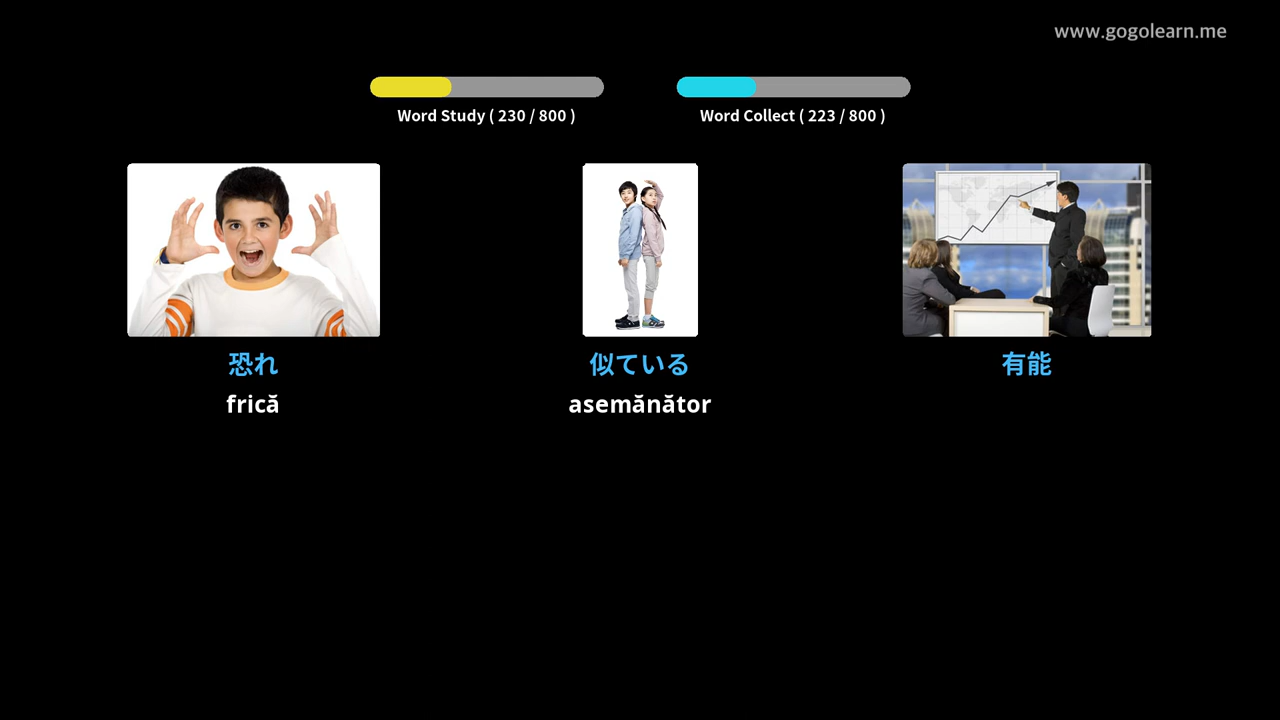 www.gogolearn.me
Word Study ( 230 / 800 )
Word Collect ( 223 / 800 )
恐れ
似ている
有能
frică
asemănător